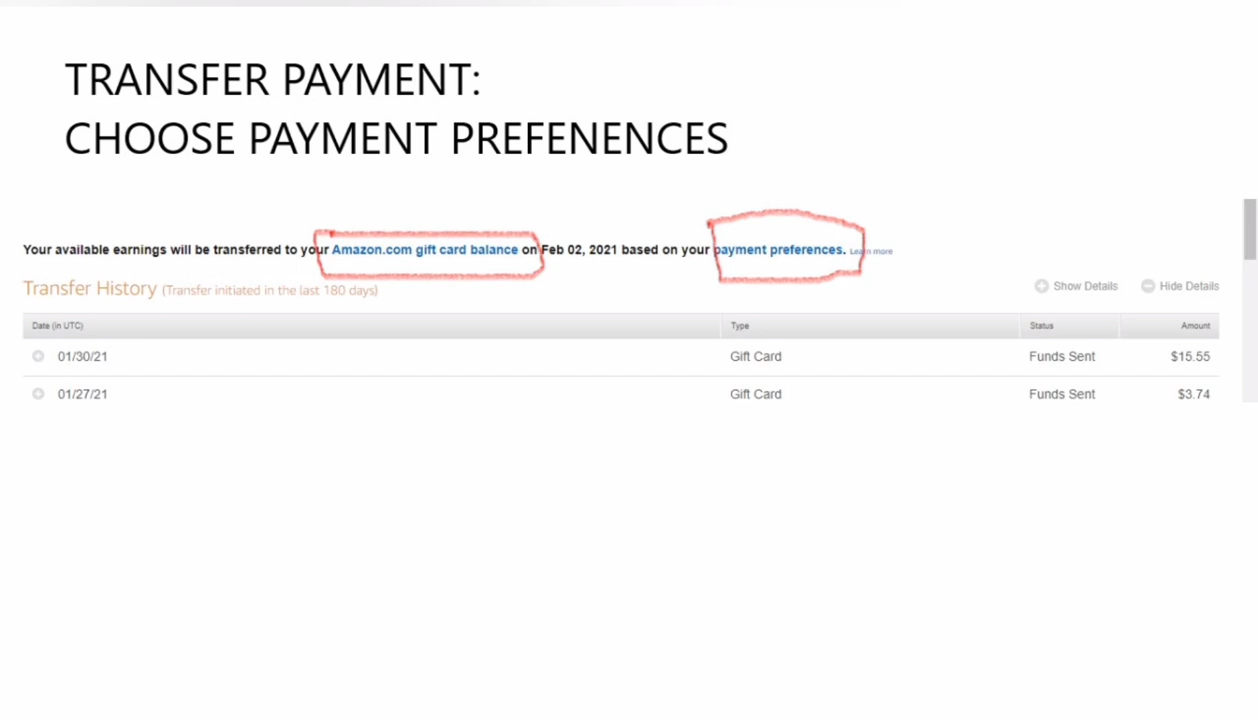 TRANSFER PAYMENT:
CHOOSE PAYMENT PREFENENCES
Your available earnings will be transferred to your Amazon.com gift card balance on Feb 02, 2021 based on your payment preferences. Learn more
Transfer History (Transfer initiated in the last 180 days) Show Details Hide Details
Date (in UTC) Type Status Amount
01/30/21 Gift Card Funds Sent $15.55
01/27/21 Gift Card Funds Sent $3.74